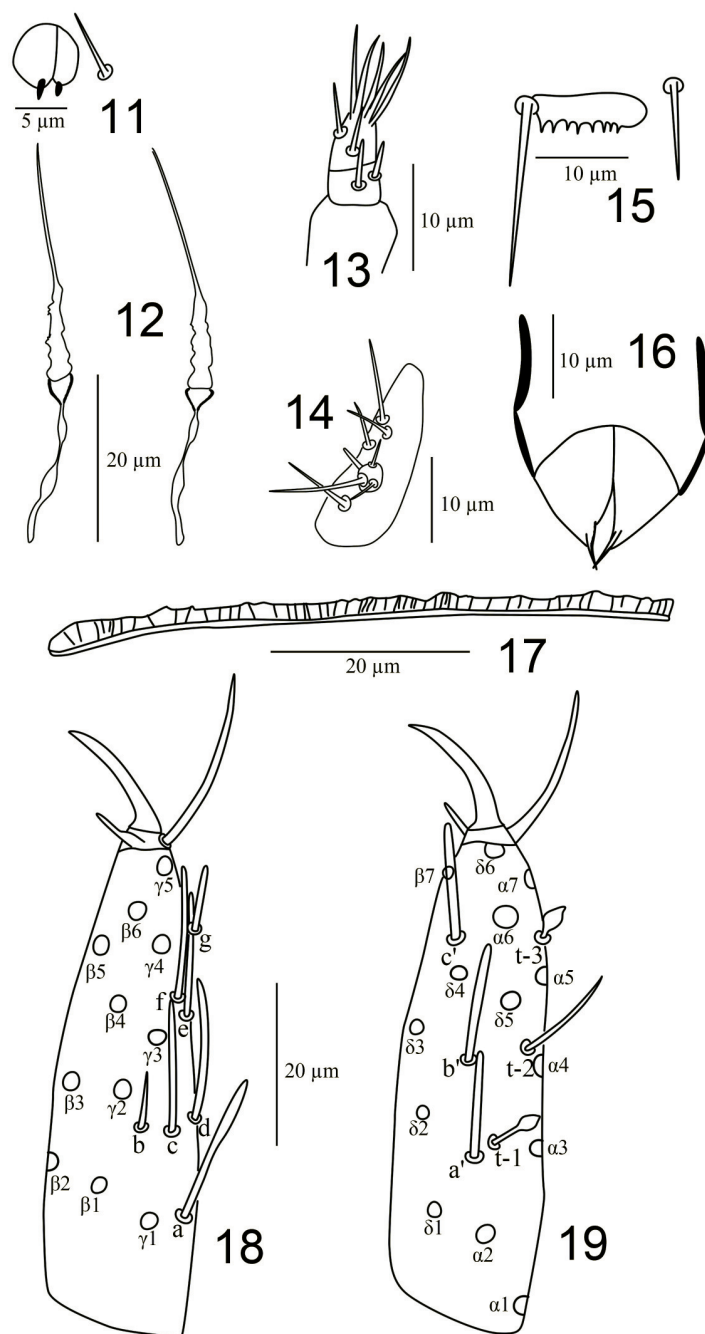 5 µm
11
12
20 µm
13
10 µm
14
10 µm
15
10 µm
16
10 µm
17
20 µm
γ5
β6
β5
γ4
g
β4
f
e
γ3
β3
γ2
b
c
d
β2
β1
γ1
a
18
20 µm
δ6
β7
α7
α6
c'
t-3
δ4
α5
δ5
δ3
b'
t-2
α4
δ2
a'
t-1
α3
δ1
α2
19
α1